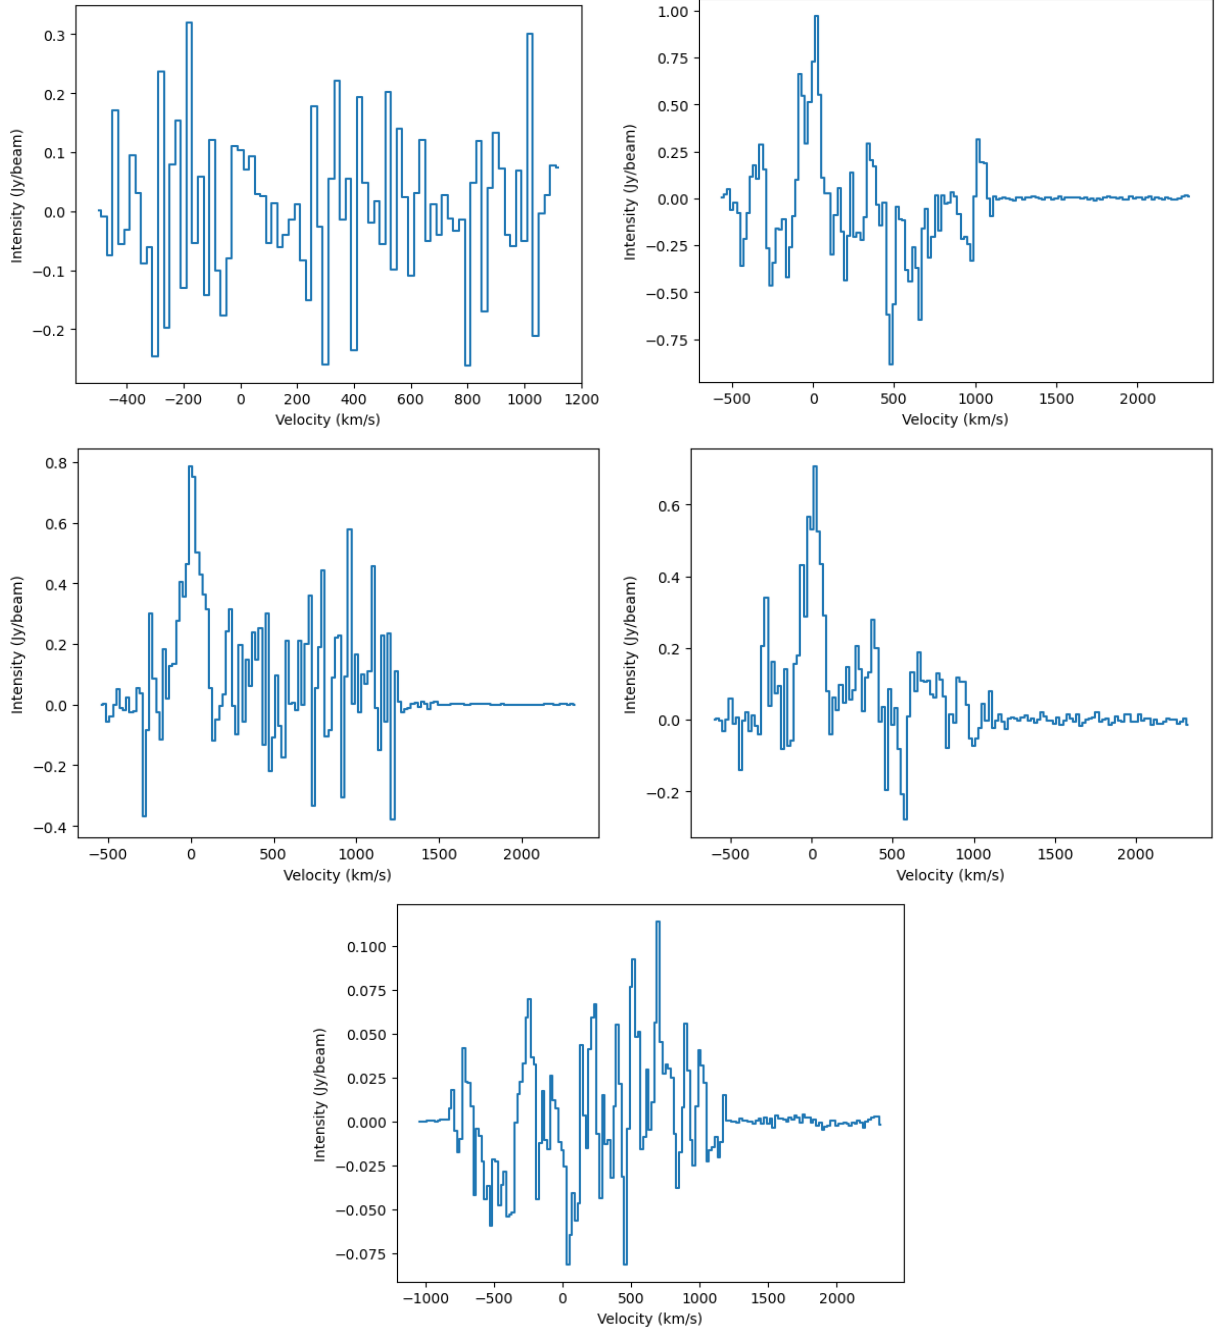 0.3
0.2
0.1
0.0
−0.1
−0.2
Intensity (Jy/beam)
−400 −200 0 200 400 600 800 1000 1200
Velocity (km/s)
1.00
0.75
0.50
0.25
0.00
−0.25
−0.50
−0.75
Intensity (Jy/beam)
−500 0 500 1000 1500 2000
Velocity (km/s)
0.8
0.6
0.4
0.2
0.0
−0.2
−0.4
Intensity (Jy/beam)
−500 0 500 1000 1500 2000
Velocity (km/s)
0.6
0.4
0.2
0.0
−0.2
Intensity (Jy/beam)
−500 0 500 1000 1500 2000
Velocity (km/s)
0.100
0.075
0.050
0.025
0.000
−0.025
−0.050
−0.075
Intensity (Jy/beam)
−1000 −500 0 500 1000 1500 2000
Velocity (km/s)